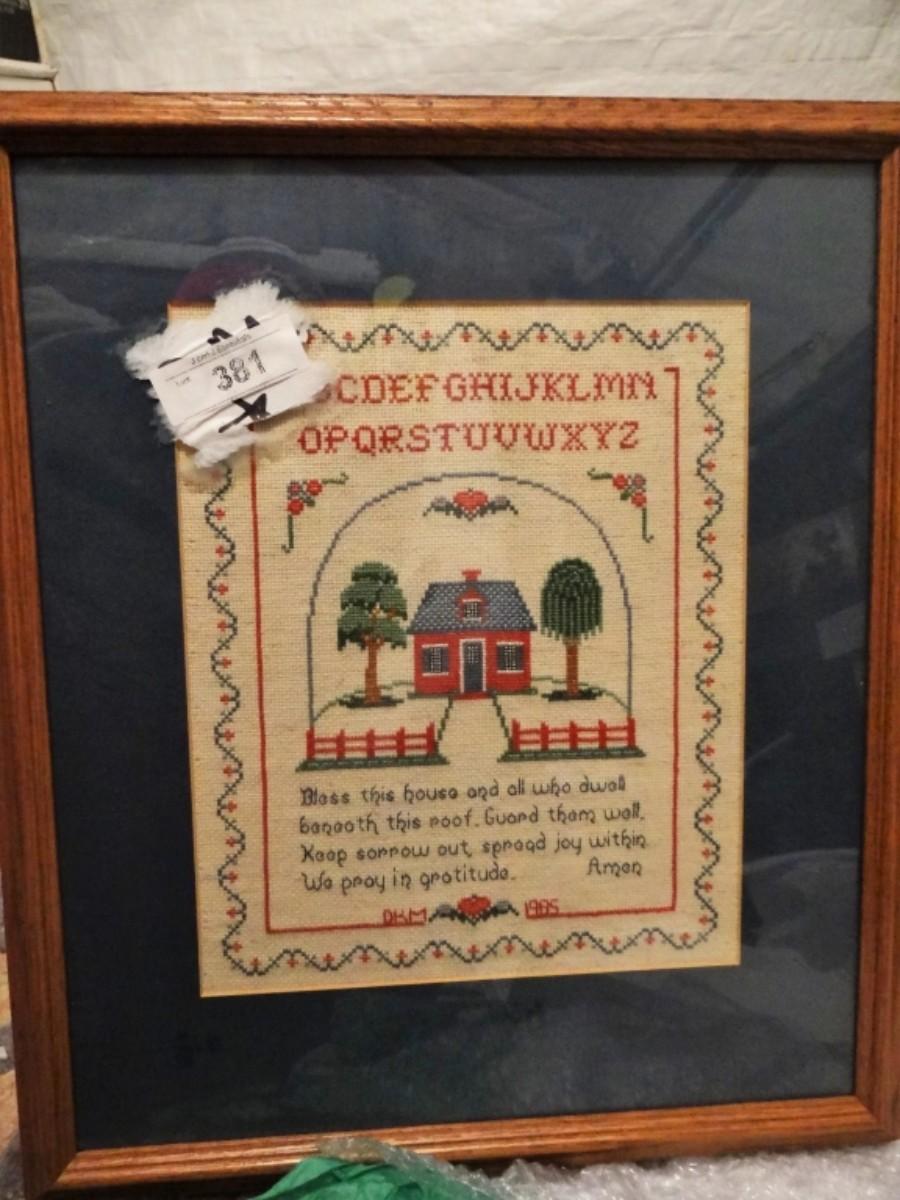 381
CDEFGHIJKLMN
OPQRSTUVWXYZ
Bless this house and all who dwell
beneath this roof. Guard them well.
Keep sorrow out, spread joy within.
We pray in gratitude. Amen
DKM 1985